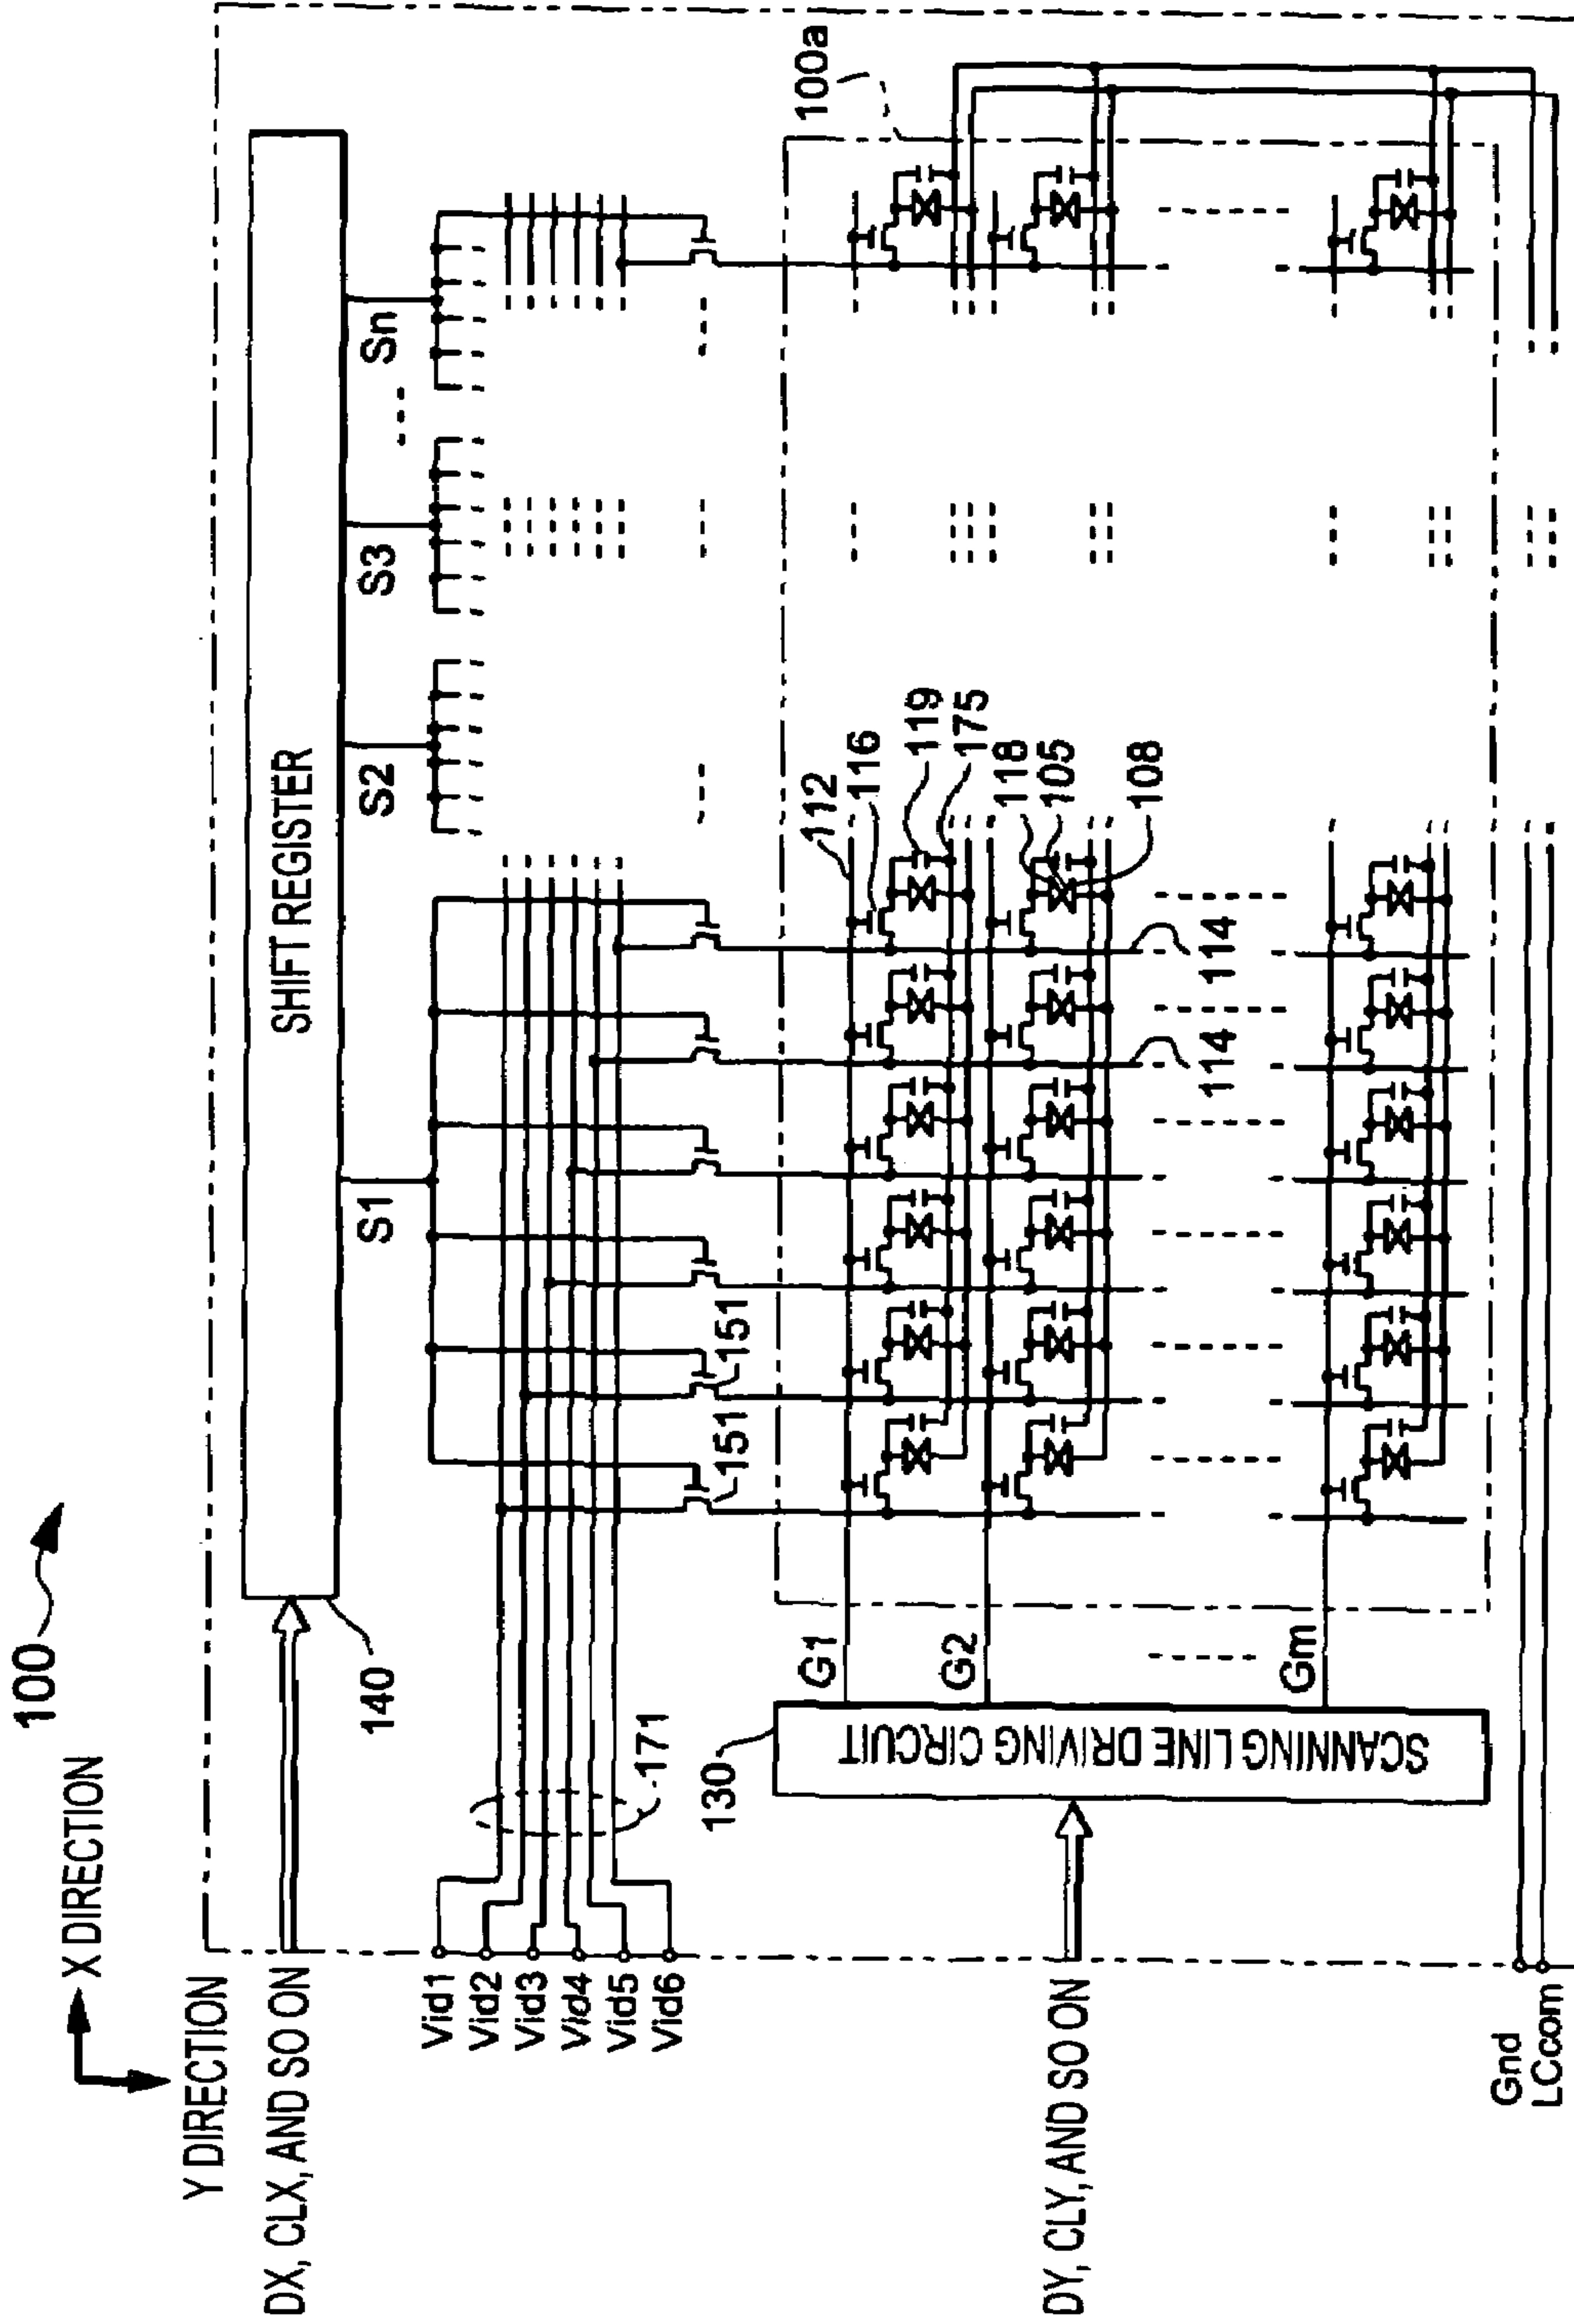 100
X DIRECTION
Y DIRECTION
DX, CLX, AND SO ON
140
SHIFT REGISTER
S1
S2
S3
Sn
Vid1
Vid2
Vid3
Vid4
Vid5
Vid6
171
151
151
100a
112
116
119
175
118
105
108
114
114
130
SCANNING LINE DRIVING CIRCUIT
G1
G2
Gm
DY, CLY, AND SO ON
Gnd
LCcom